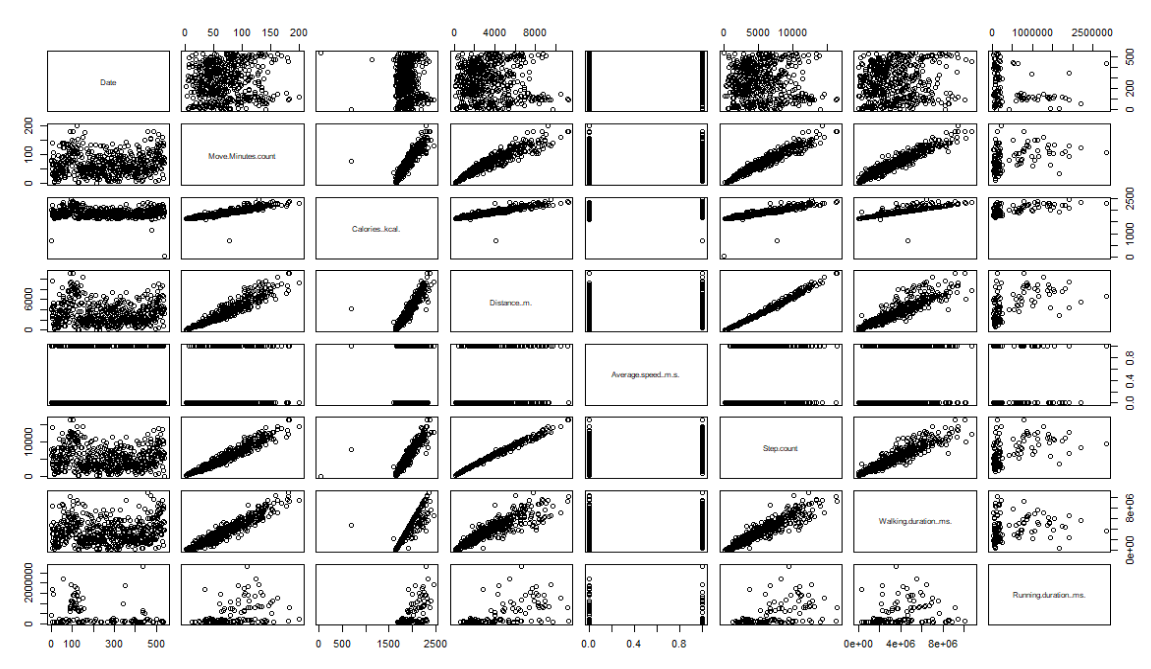 0 50 100 150 200 0 4000 8000 0 5000 10000 0 1000000 2500000
Date
0 200 500
0 100 200
Move.Minutes.count
Calories..kcal.
0 1000 2500
0 6000
Distance..m.
Average.speed..m.s.
0.0 0.4 0.8
0 10000
Step.count
Walking.duration..ms.
0e+00 8e+06
0 2000000
Running.duration..ms.
0 100 300 500 0 500 1500 2500 0.0 0.4 0.8 0e+00 4e+06 8e+06